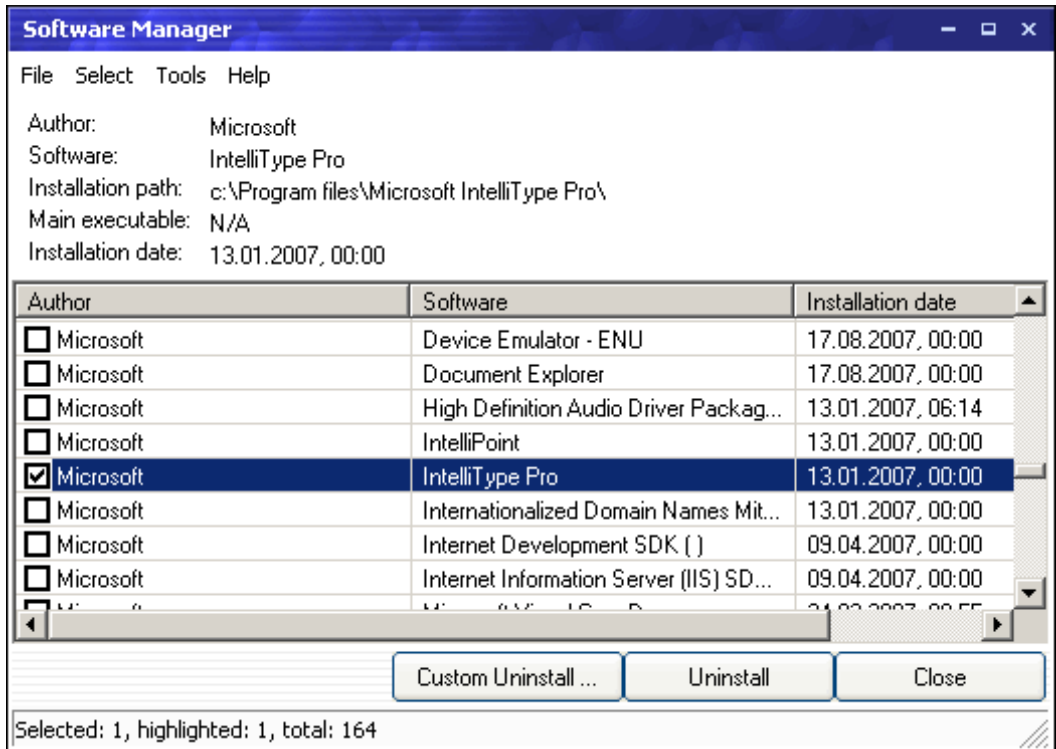 Software Manager
File Select Tools Help
Author: Microsoft
Software: IntelliType Pro
Installation path: c:\Program files\Microsoft IntelliType Pro\
Main executable: N/A
Installation date: 13.01.2007, 00:00
Author Software Installation date
Microsoft Device Emulator - ENU 17.08.2007, 00:00
Microsoft Document Explorer 17.08.2007, 00:00
Microsoft High Definition Audio Driver Packag... 13.01.2007, 06:14
Microsoft IntelliPoint 13.01.2007, 00:00
Microsoft IntelliType Pro 13.01.2007, 00:00
Microsoft Internationalized Domain Names Mit... 13.01.2007, 00:00
Microsoft Internet Development SDK ( ) 09.04.2007, 00:00
Microsoft Internet Information Server (IIS) SD... 09.04.2007, 00:00
Custom Uninstall ... Uninstall Close
Selected: 1, highlighted: 1, total: 164